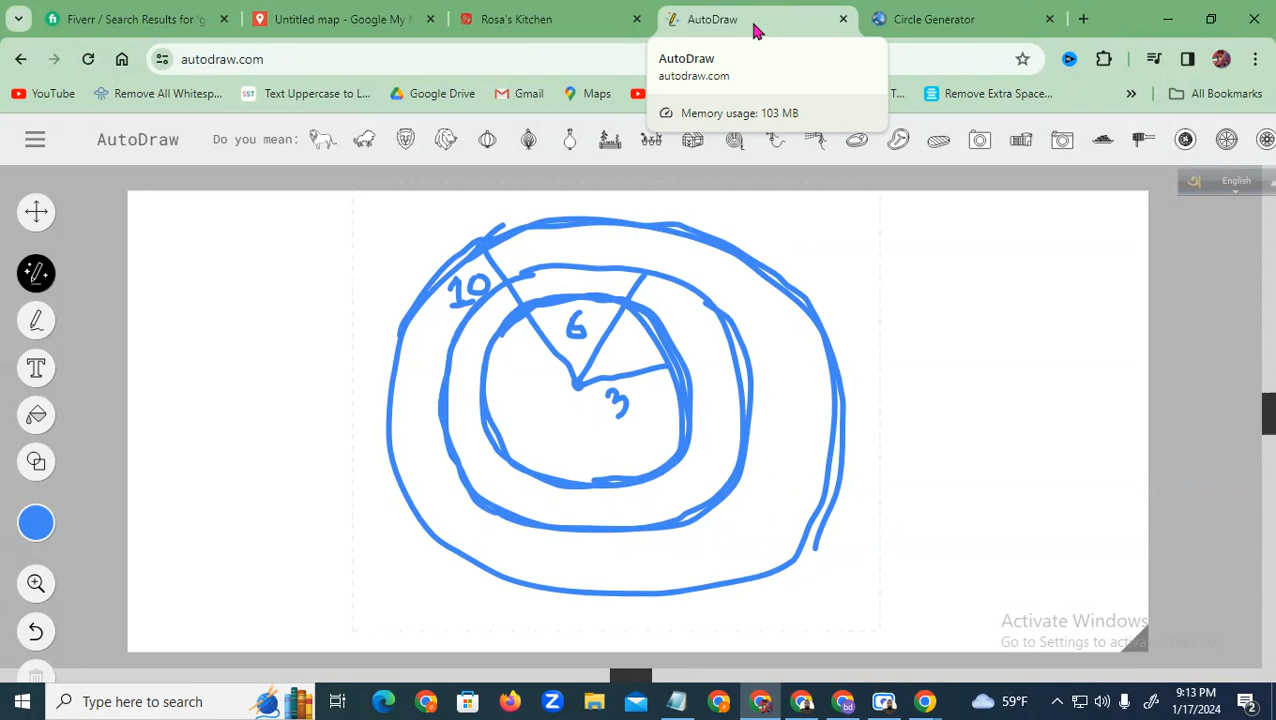 Fiverr / Search Results for 'g
Untitled map - Google My M
Rosa's Kitchen
AutoDraw
Circle Generator
autodraw.com
AutoDraw
autodraw.com
Memory usage: 103 MB
YouTube
Remove All Whitesp...
SST
Text Uppercase to L...
Google Drive
Gmail
Maps
T...
Remove Extra Space...
»
All Bookmarks
AutoDraw
Do you mean:
English
T
10
6
3
Activate Windows
Go to Settings to activate Windows.
Type here to search
bd
59°F
9:13 PM
1/17/2024
2